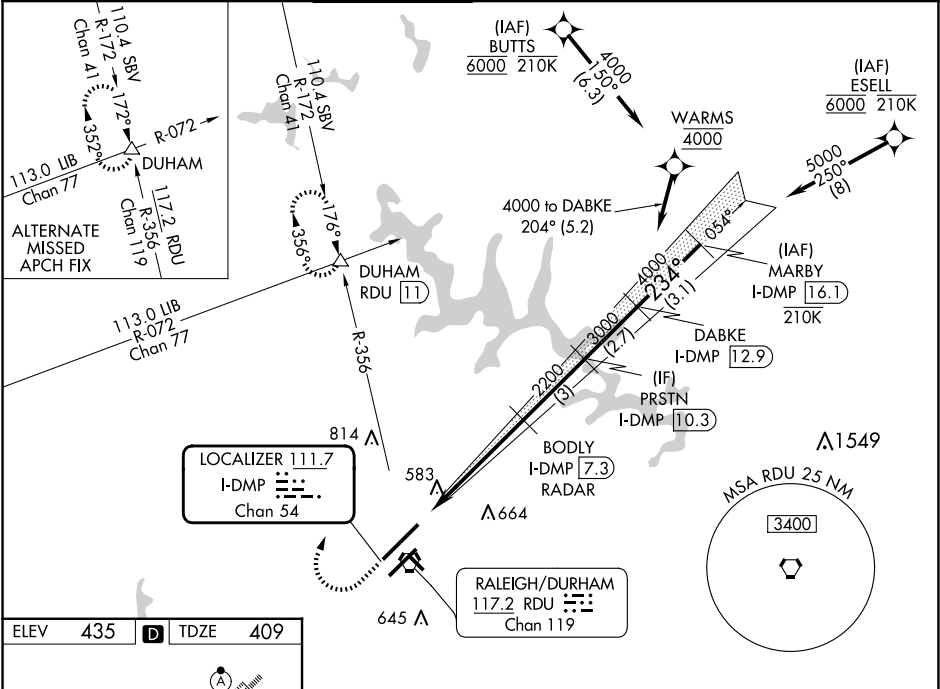 110.4 SBV
R-172
Chan 41
172°
352°
R-072
DUHAM
113.0 LIB
Chan 77
117.2 RDU
R-356
Chan 119
ALTERNATE
MISSED
APCH FIX
110.4 SBV
R-172
Chan 41
176°
356°
DUHAM
RDU 11
113.0 LIB
R-072
Chan 77
R-356
(IAF)
BUTTS
6000 210K
4000
150°
(6.3)
(IAF)
ESELL
6000 210K
5000
250°
(8)
WARMS
4000
4000 to DABKE
204° (5.2)
054°
(IAF)
MARBY
I-DMP 16.1
210K
4000
234°
(3.1)
DABKE
I-DMP 12.9
3000
(2.7)
(IF)
PRSTN
I-DMP 10.3
2200
(3)
BODLY
I-DMP 7.3
RADAR
814
583
664
1549
645
LOCALIZER 111.7
I-DMP
Chan 54
RALEIGH/DURHAM
117.2 RDU
Chan 119
MSA RDU 25 NM
3400
ELEV 435 D TDZE 409
A